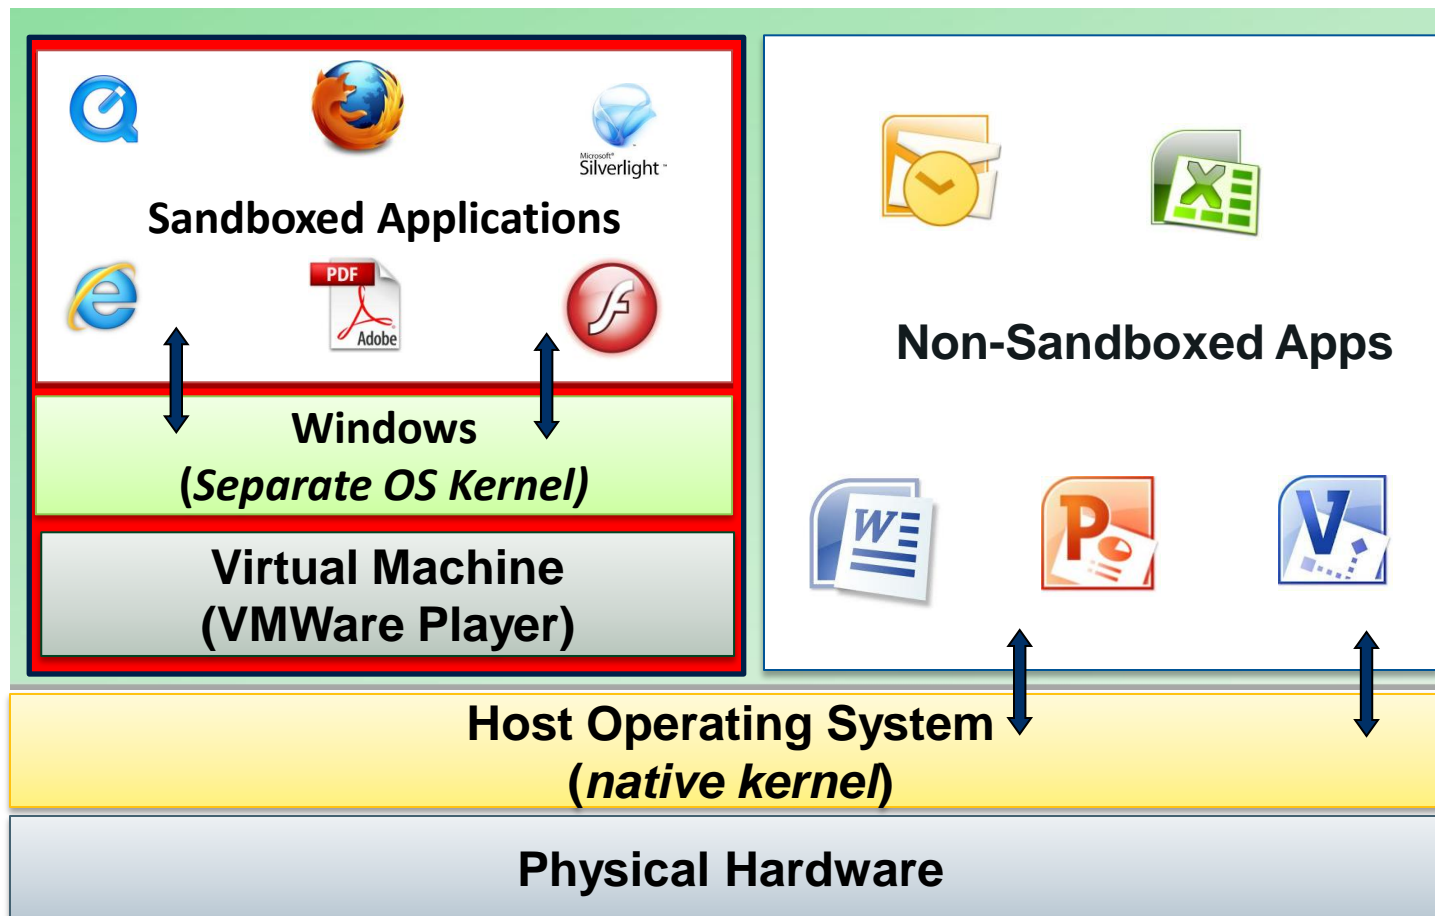 Microsoft®
Silverlight™
Sandboxed Applications
PDF
Adobe
Windows
(Separate OS Kernel)
Virtual Machine
(VMWare Player)
X
Non-Sandboxed Apps
W
P
V
Host Operating System
(native kernel)
Physical Hardware